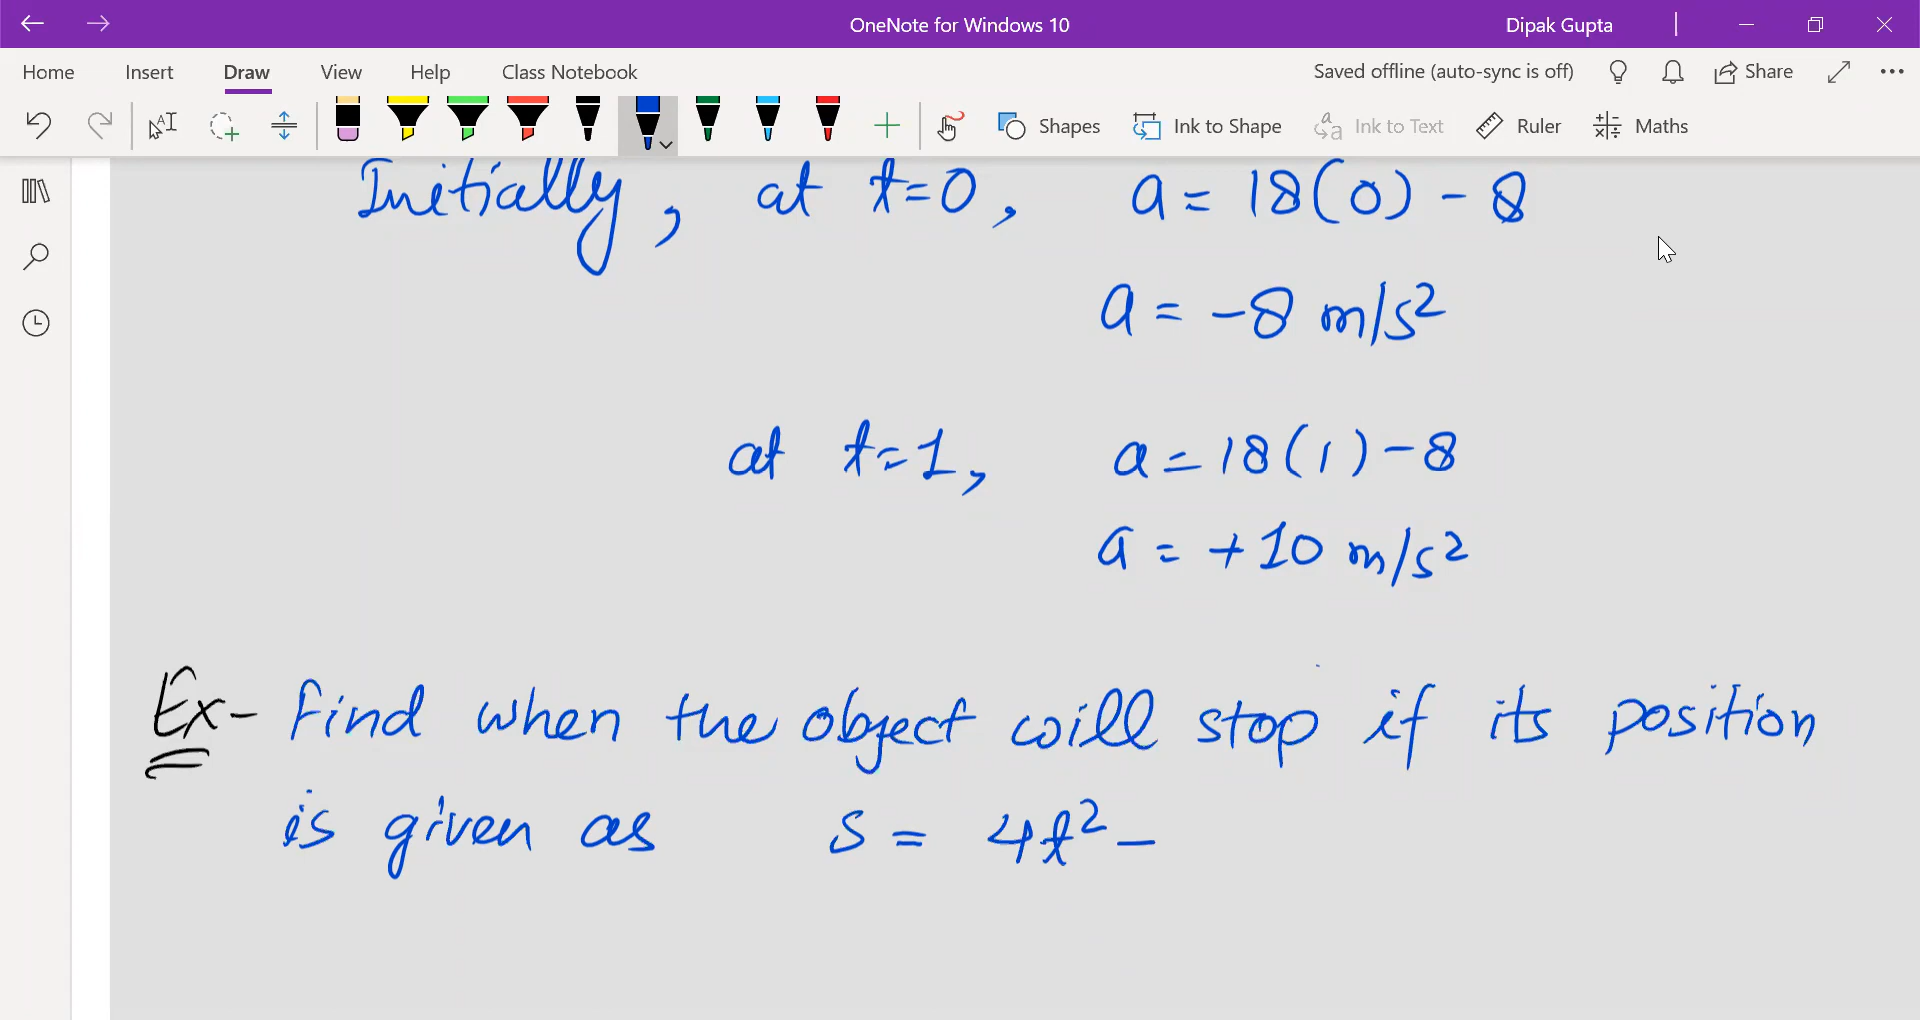 OneNote for Windows 10
Dipak Gupta
Home Insert Draw View Help Class Notebook
Saved offline (auto-sync is off) Share
Shapes Ink to Shape Ink to Text Ruler Maths
Initially, at t=0, a = 18(0) - 8
a = -8 m/s²
at t=1, a = 18(1) - 8
a = +10 m/s²
Ex- Find when the object will stop if its position
is given as s = 4t² -